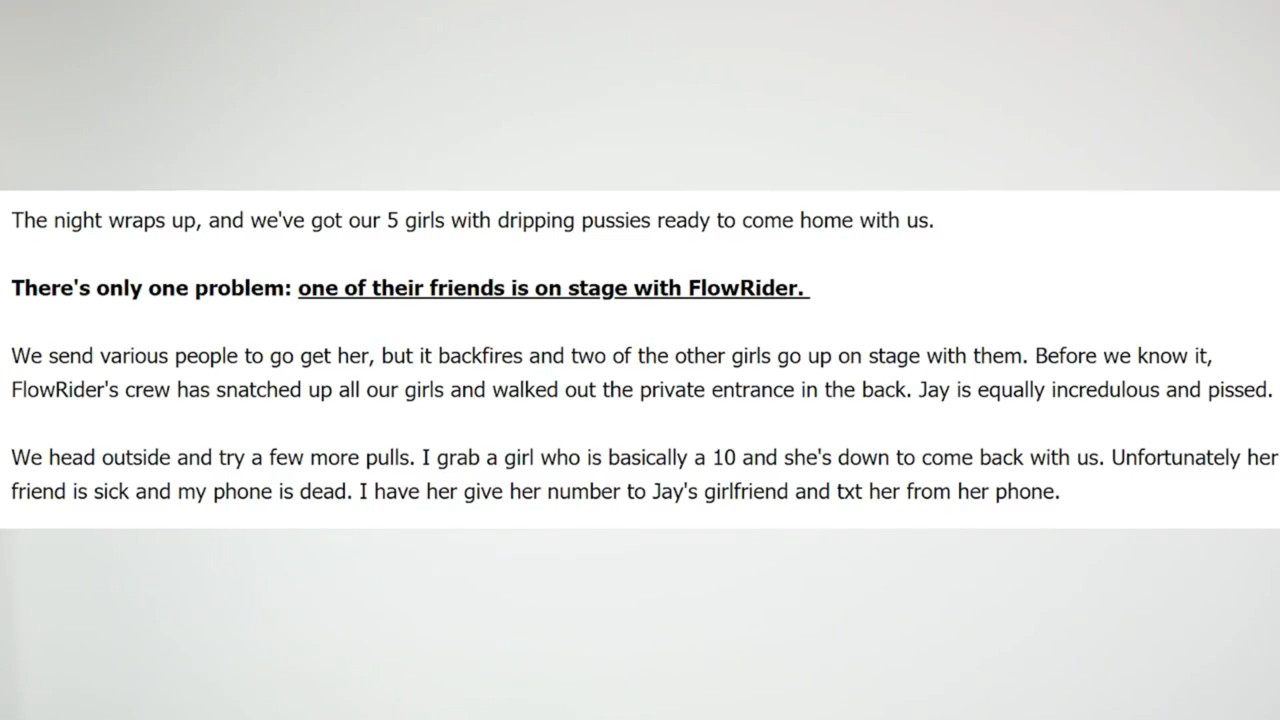 The night wraps up, and we've got our 5 girls with dripping pussies ready to come home with us.
There's only one problem: one of their friends is on stage with FlowRider.
We send various people to go get her, but it backfires and two of the other girls go up on stage with them. Before we know it,
FlowRider's crew has snatched up all our girls and walked out the private entrance in the back. Jay is equally incredulous and pissed.
We head outside and try a few more pulls. I grab a girl who is basically a 10 and she's down to come back with us. Unfortunately her
friend is sick and my phone is dead. I have her give her number to Jay's girlfriend and txt her from her phone.